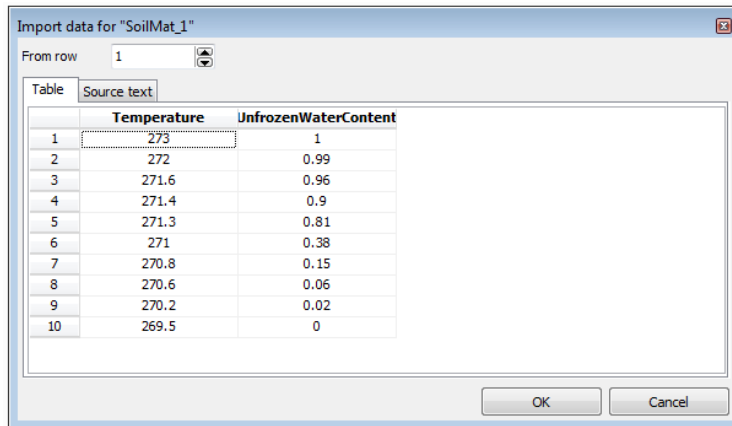 Import data for "SoilMat_1"
From row 1
Table Source text
Temperature UnfrozenWaterContent
1 273 1
2 272 0.99
3 271.6 0.96
4 271.4 0.9
5 271.3 0.81
6 271 0.38
7 270.8 0.15
8 270.6 0.06
9 270.2 0.02
10 269.5 0
OK Cancel